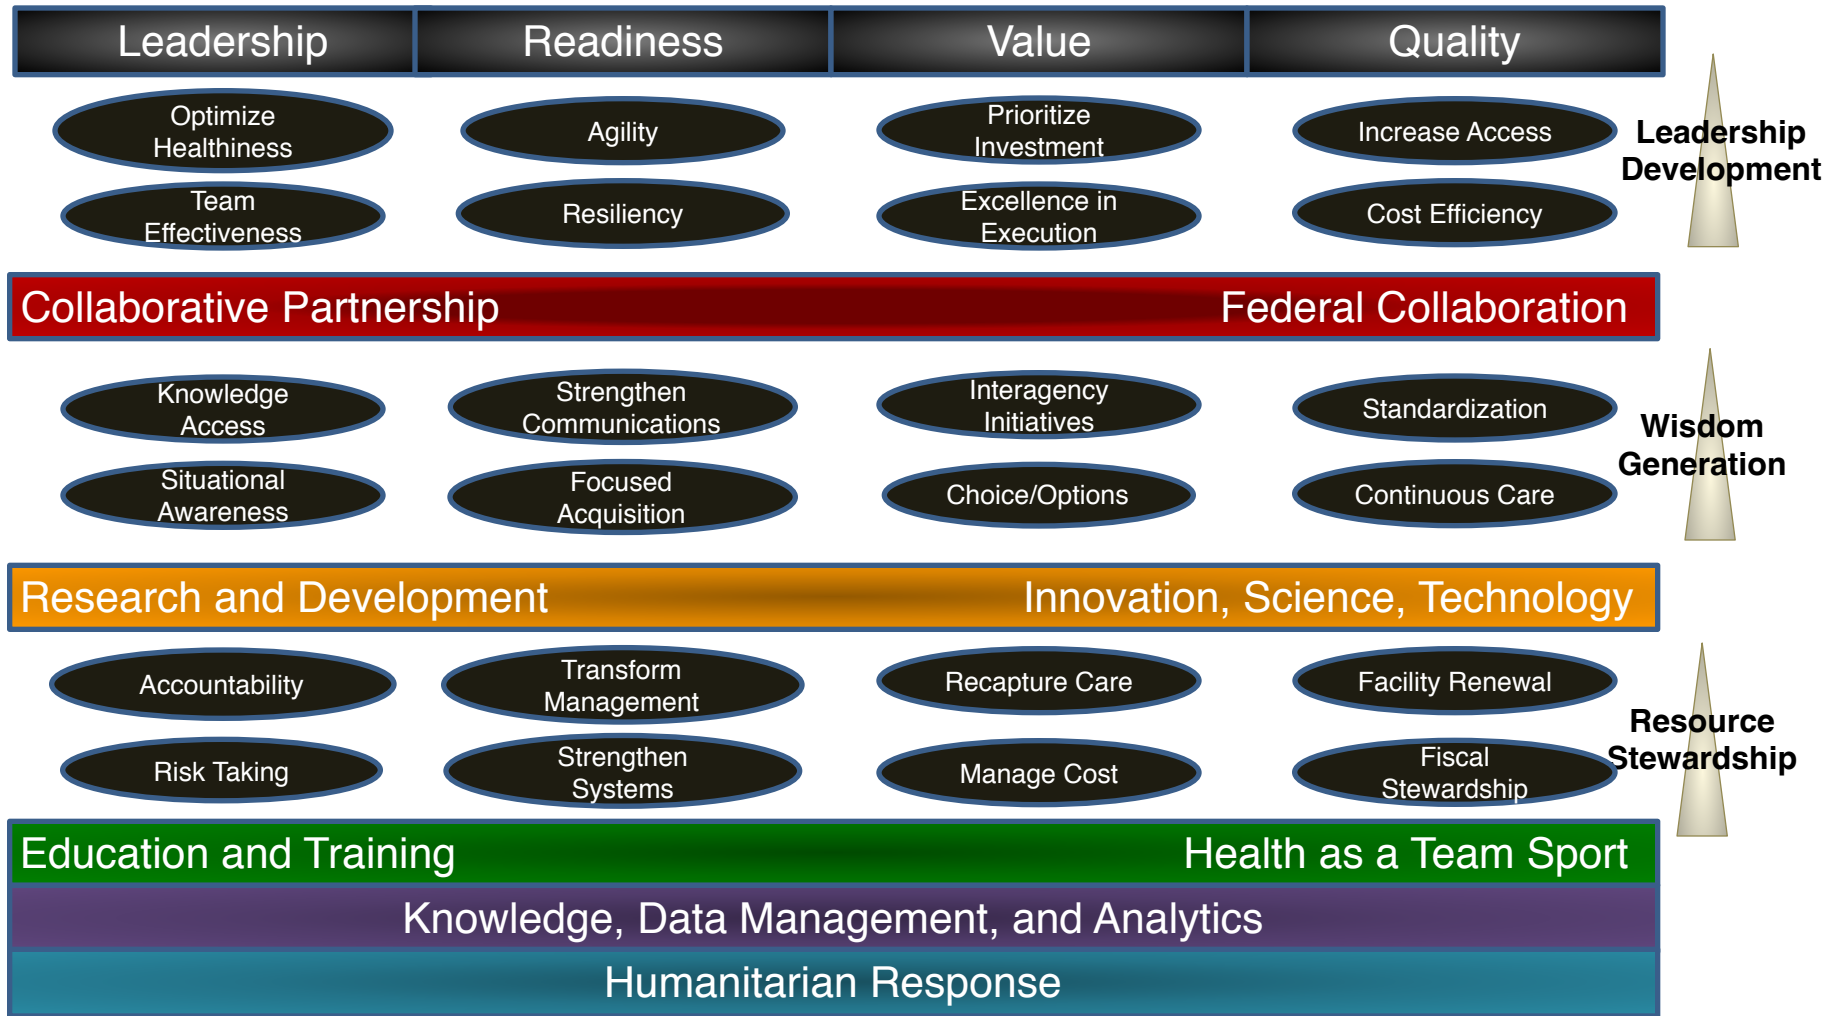 Leadership
Readiness
Value
Quality
Optimize
Healthiness
Agility
Prioritize
Investment
Increase Access
Leadership
Development
Team
Effectiveness
Resiliency
Excellence in
Execution
Cost Efficiency
Collaborative Partnership
Federal Collaboration
Knowledge
Access
Strengthen
Communications
Interagency
Initiatives
Standardization
Wisdom
Generation
Situational
Awareness
Focused
Acquisition
Choice/Options
Continuous Care
Research and Development
Innovation, Science, Technology
Accountability
Transform
Management
Recapture Care
Facility Renewal
Resource
Stewardship
Risk Taking
Strengthen
Systems
Manage Cost
Fiscal
Stewardship
Education and Training
Health as a Team Sport
Knowledge, Data Management, and Analytics
Humanitarian Response